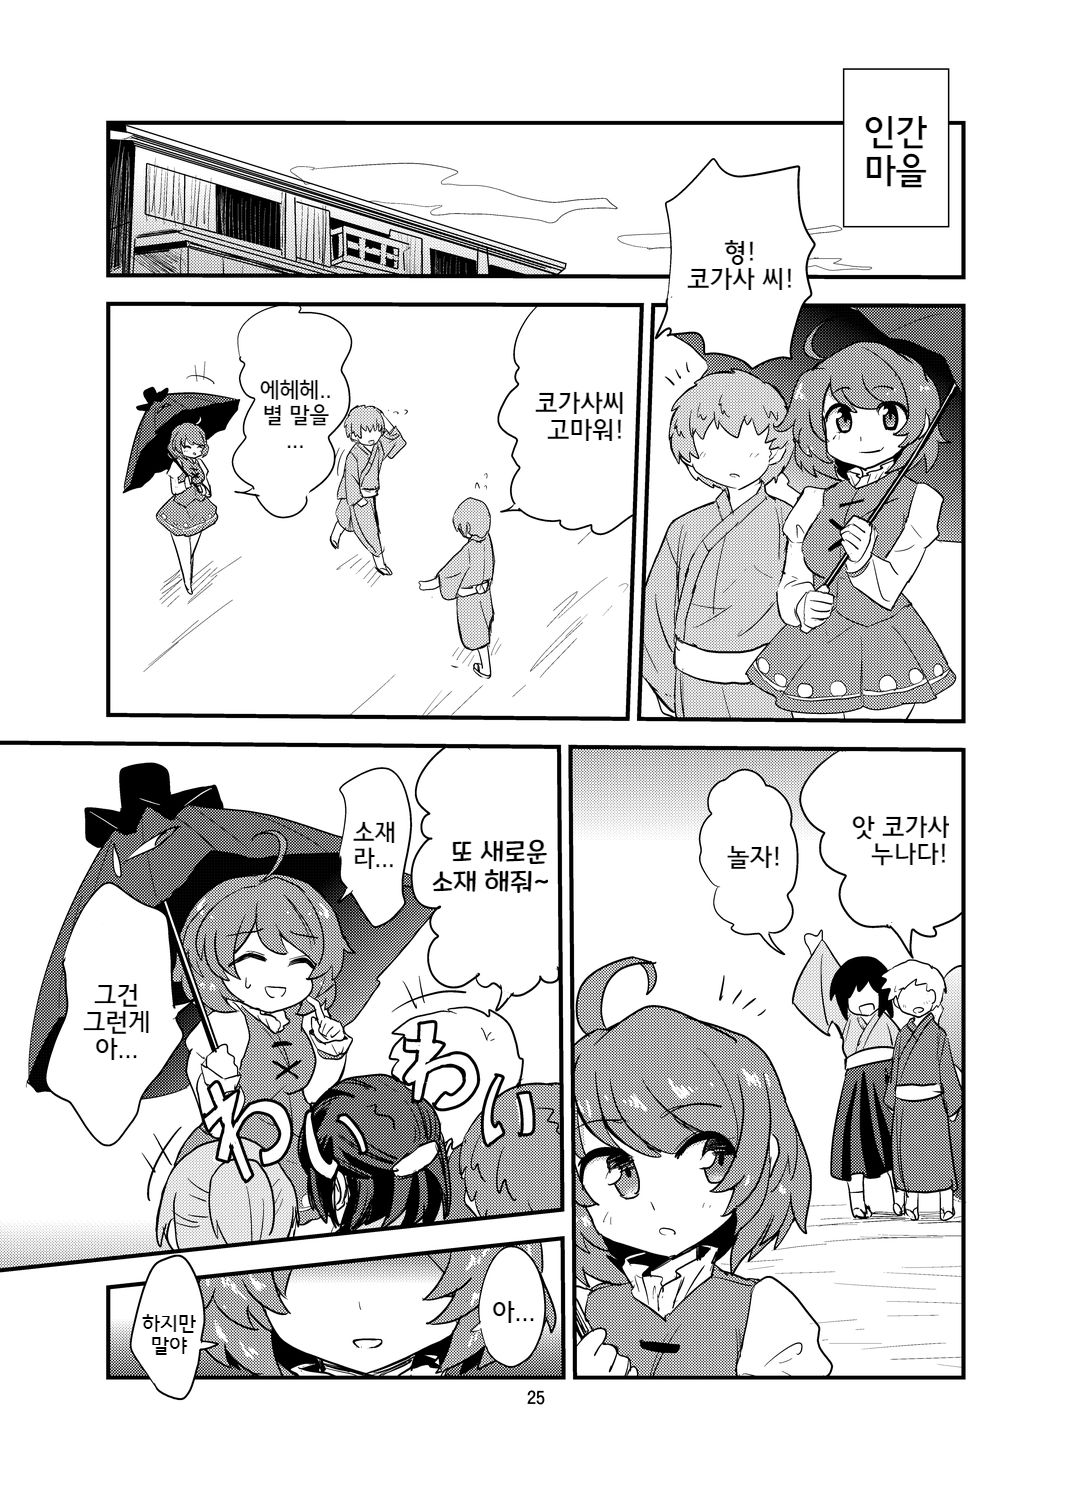 인간
마을
형!
코가사 씨!
코가사씨
고마워!
에헤헤..
별 말을
...
앗 코가사
누나다!
놀자!
또 새로운
소재 해줘~
소재
라...
그건
그런게
아...
わい
わい
아...
하지만
말야
25